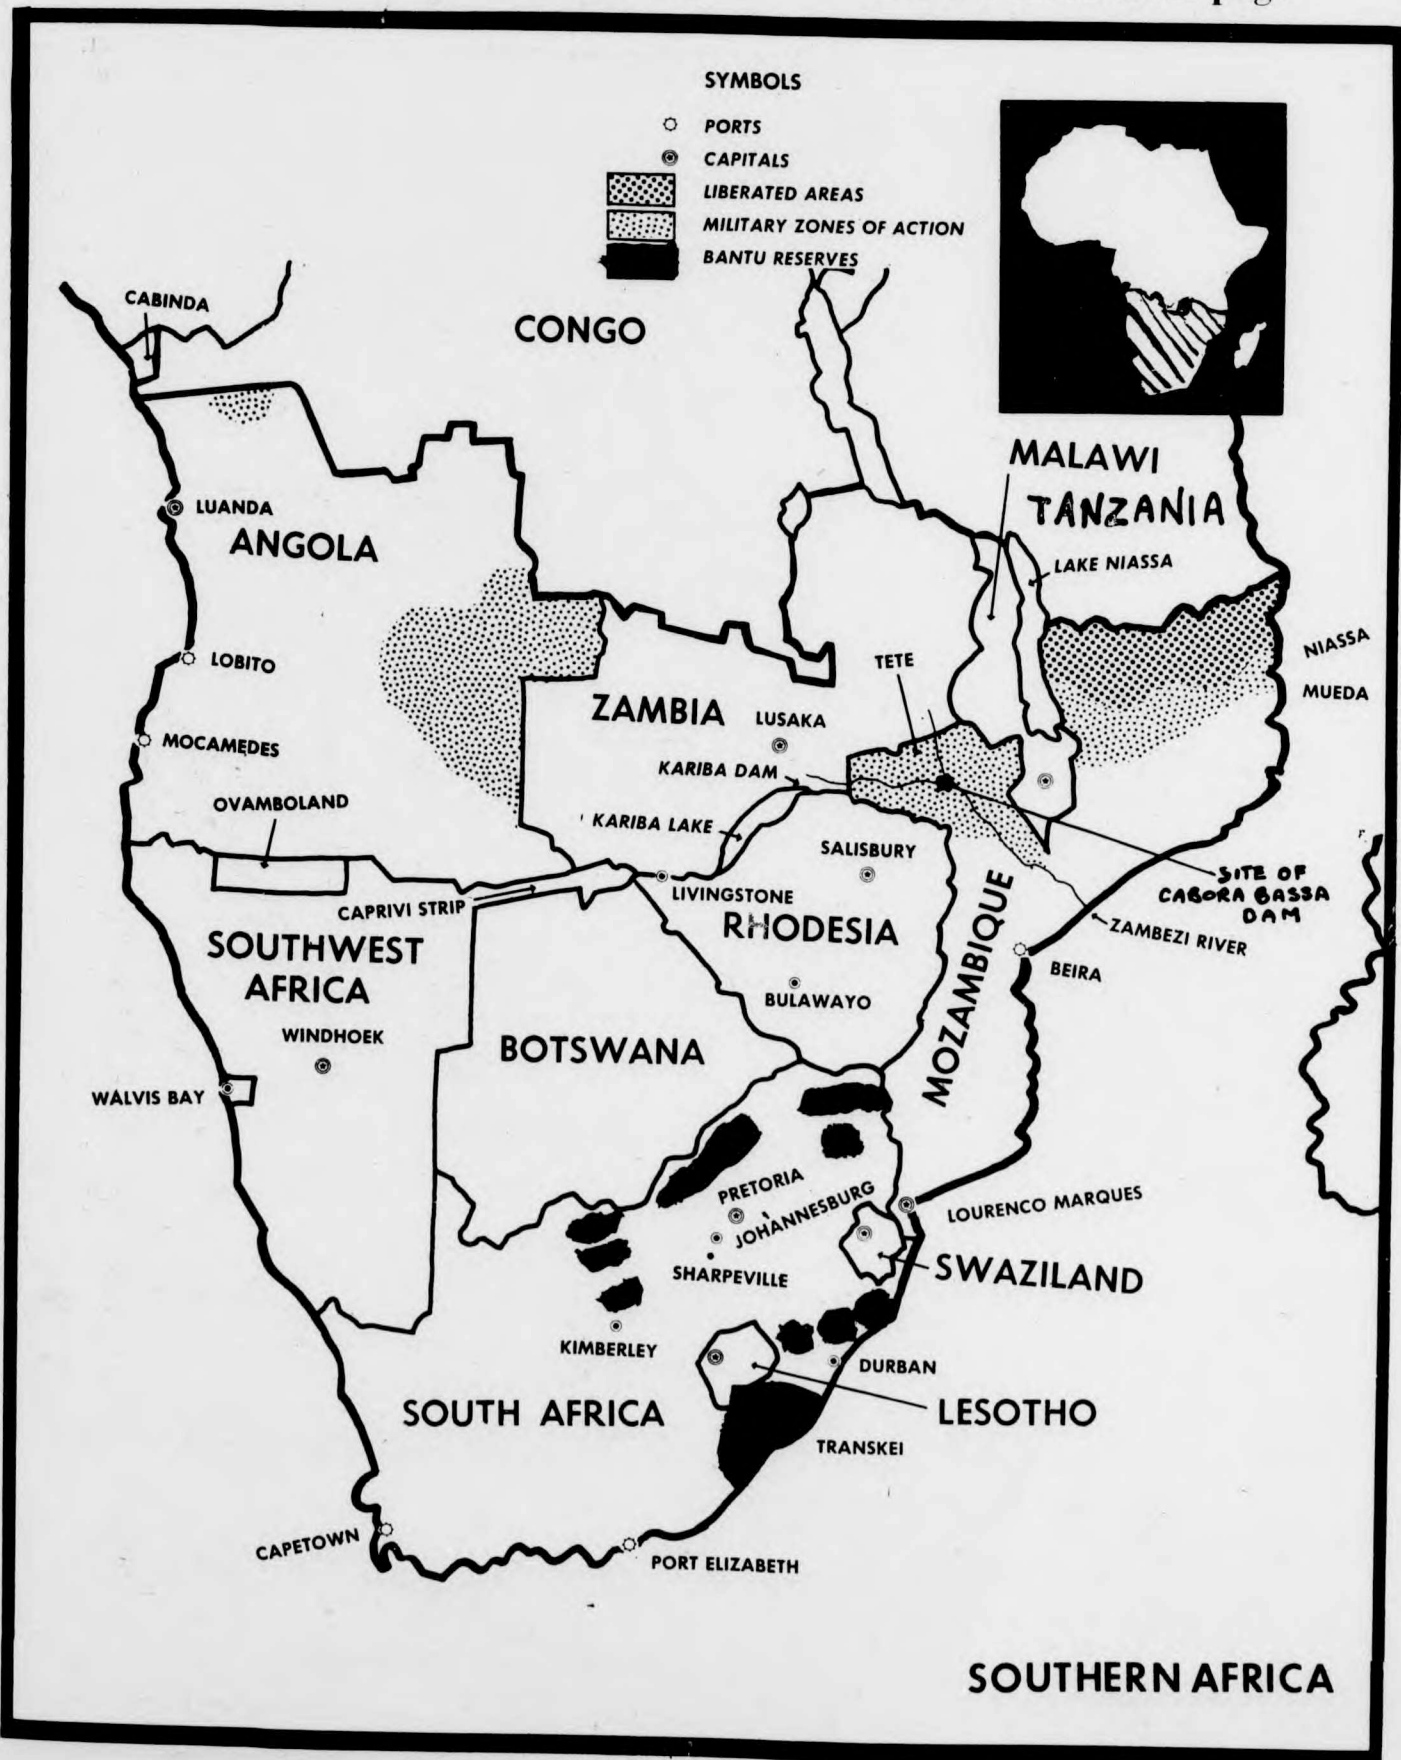 SYMBOLS
PORTS
CAPITALS
LIBERATED AREAS
MILITARY ZONES OF ACTION
BANTU RESERVES
CABINDA
CONGO
MALAWI
TANZANIA
LUANDA
ANGOLA
LAKE NIASSA
LOBITO
TETE
NIASSA
MUEDA
ZAMBIA
LUSAKA
MOCAMEDES
KARIBA DAM
OVAMBOLAND
KARIBA LAKE
SALISBURY
SITE OF
CABORA BASSA
DAM
LIVINGSTONE
CAPRIVI STRIP
RHODESIA
ZAMBEZI RIVER
SOUTHWEST
AFRICA
MOZAMBIQUE
BEIRA
BULAWAYO
WINDHOEK
BOTSWANA
WALVIS BAY
PRETORIA
JOHANNESBURG
LOURENCO MARQUES
SHARPEVILLE
SWAZILAND
KIMBERLEY
DURBAN
SOUTH AFRICA
LESOTHO
TRANSKEI
CAPETOWN
PORT ELIZABETH
SOUTHERN AFRICA